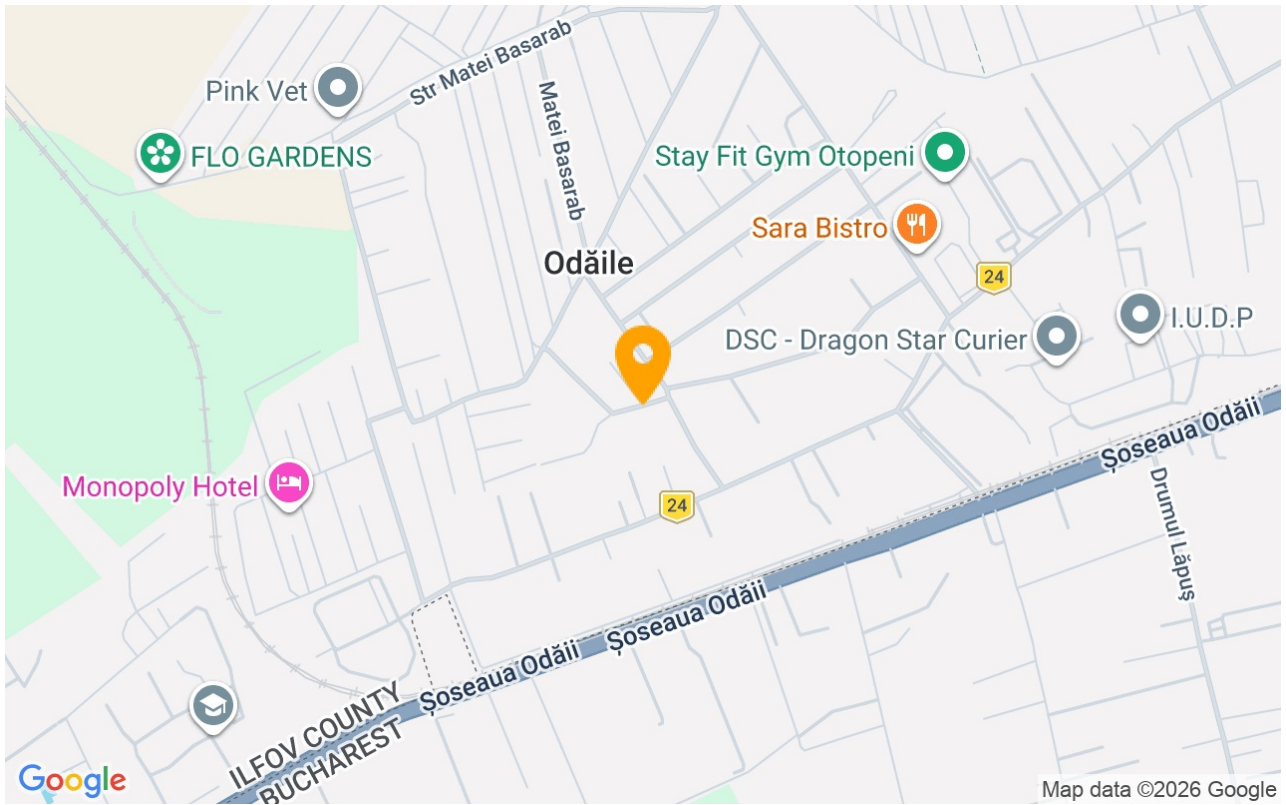 Str Matei Basarab
Pink Vet
Matei Basarab
FLO GARDENS
Stay Fit Gym Otopeni
Sara Bistro
Odăile
24
I.U.D.P
DSC - Dragon Star Curier
Șoseaua Odăii
Monopoly Hotel
24
Drumul Lăpuș
Șoseaua Odăii
Șoseaua Odăii
ILFOV COUNTY
BUCHAREST
Google
Map data ©2026 Google